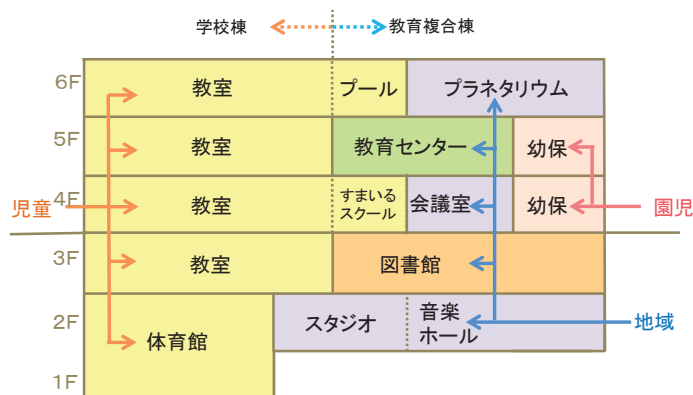 学校棟
教育複合棟
6F
教室
プール
プラネタリウム
5F
教室
教育センター
幼保
児童
4F
教室
すまいる
スクール
会議室
幼保
園児
3F
教室
図書館
2F
体育館
スタジオ
音楽
ホール
地域
1F